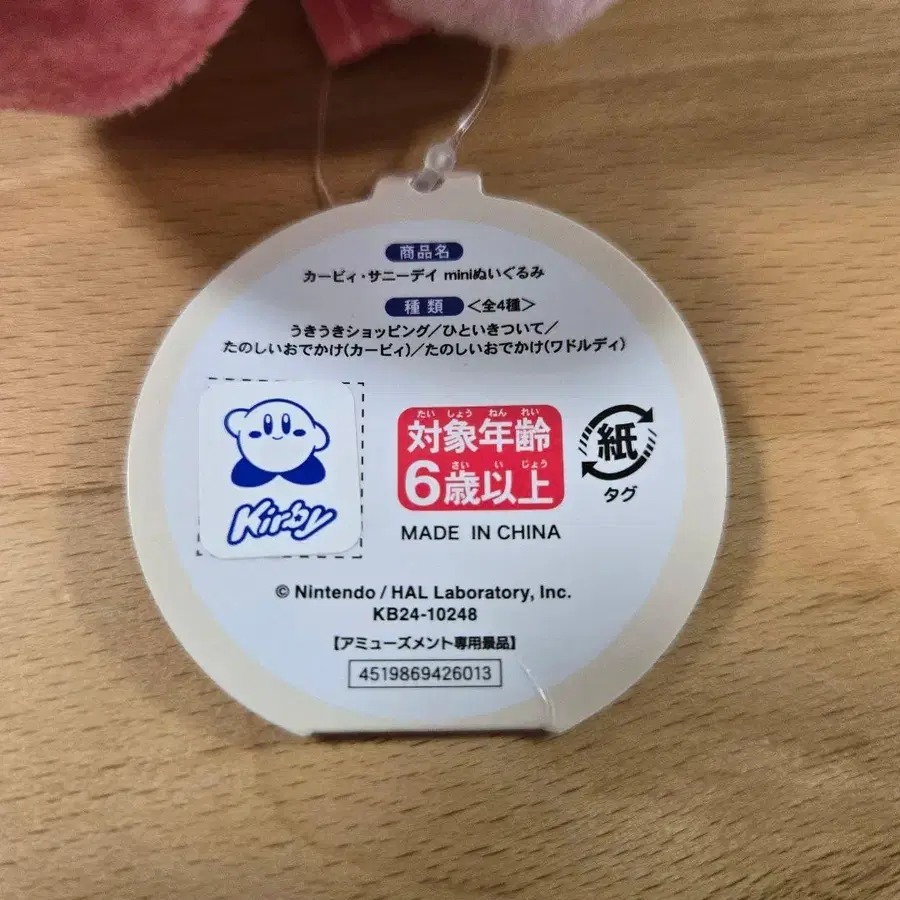 商品名
カービィ・サニーデイ miniぬいぐるみ
種類 <全4種>
うきうきショッピング/ひといきついて/
たのしいおでかけ(カービィ)/たのしいおでかけ(ワドルディ)
Kirby
たいしょうねんれい
対象年齢
さいいじょう
6歳以上
紙
タグ
MADE IN CHINA
© Nintendo / HAL Laboratory, Inc.
KB24-10248
【アミューズメント専用景品】
4519869426013